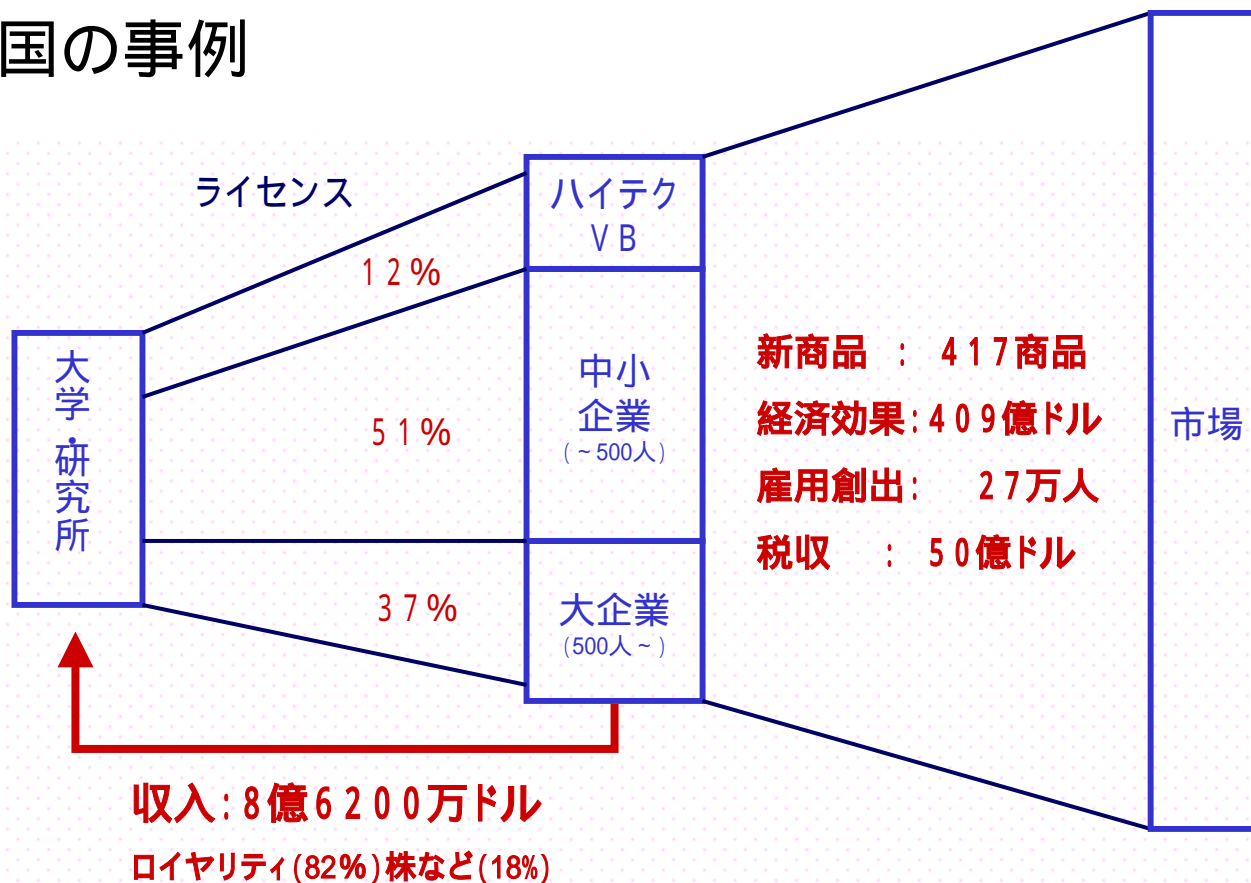 国の事例
ライセンス
ハイテク
ＶＢ
１２％
大学・研究所
中小
企業
(～500人)
５１％
新商品 ： ４１７商品
経済効果：４０９億ドル
雇用創出： ２７万人
税収 ： ５０億ドル
市場
３７％
大企業
(500人～)
収入：８億６２００万ドル
ロイヤリティ(82%)株など(18%)